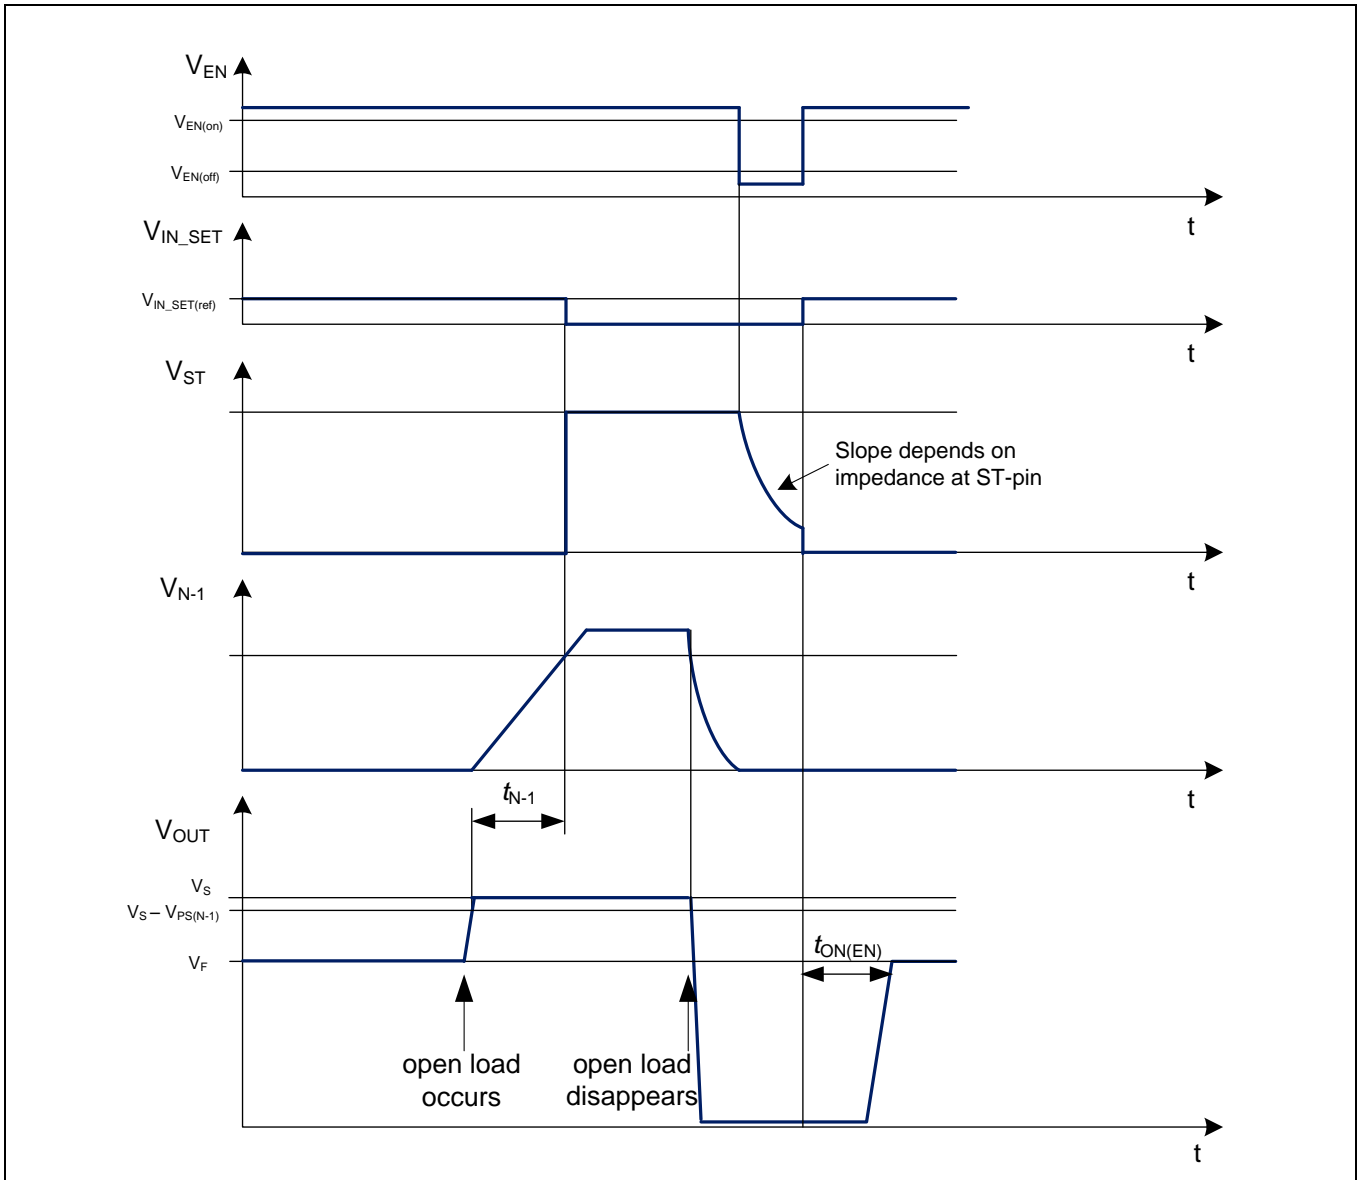 VEN
VEN(on)
VEN(off)
t
VIN_SET
VIN_SET(ref)
t
VST
Slope depends on
impedance at ST-pin
t
VN-1
t
tN-1
VOUT
VS
VS – VPS(N-1)
VF
tON(EN)
open load
occurs
open load
disappears
t